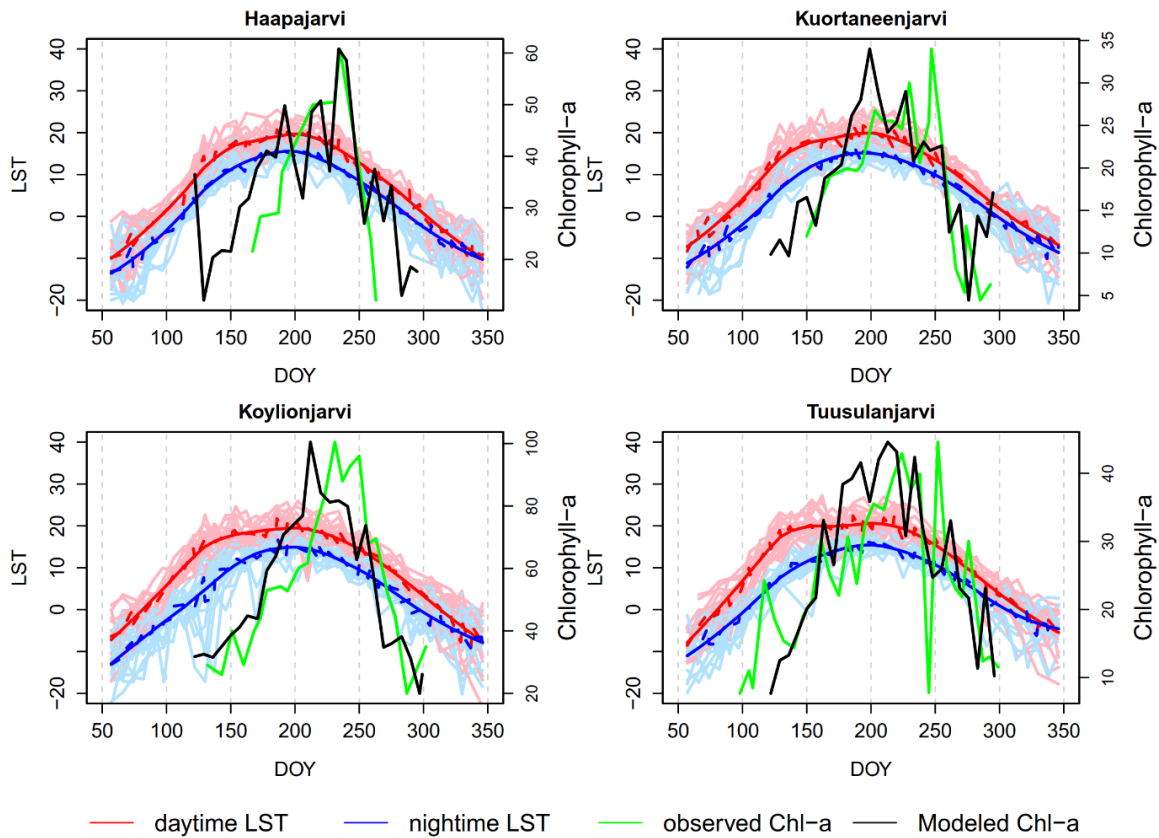 Haapajarvi
Kuortaneenjarvi
40
30
20
10
0
−20
LST
60
50
40
30
20
Chlorophyll−a
50 100 150 200 250 300 350
DOY
40
30
20
10
0
−20
LST
35
30
25
20
15
10
5
Chlorophyll−a
50 100 150 200 250 300 350
DOY
Koylionjarvi
Tuusulanjarvi
40
30
20
10
0
−20
LST
100
80
60
40
20
Chlorophyll−a
50 100 150 200 250 300 350
DOY
40
30
20
10
0
−20
LST
40
30
20
10
Chlorophyll−a
50 100 150 200 250 300 350
DOY
daytime LST nightime LST observed Chl−a Modeled Chl−a